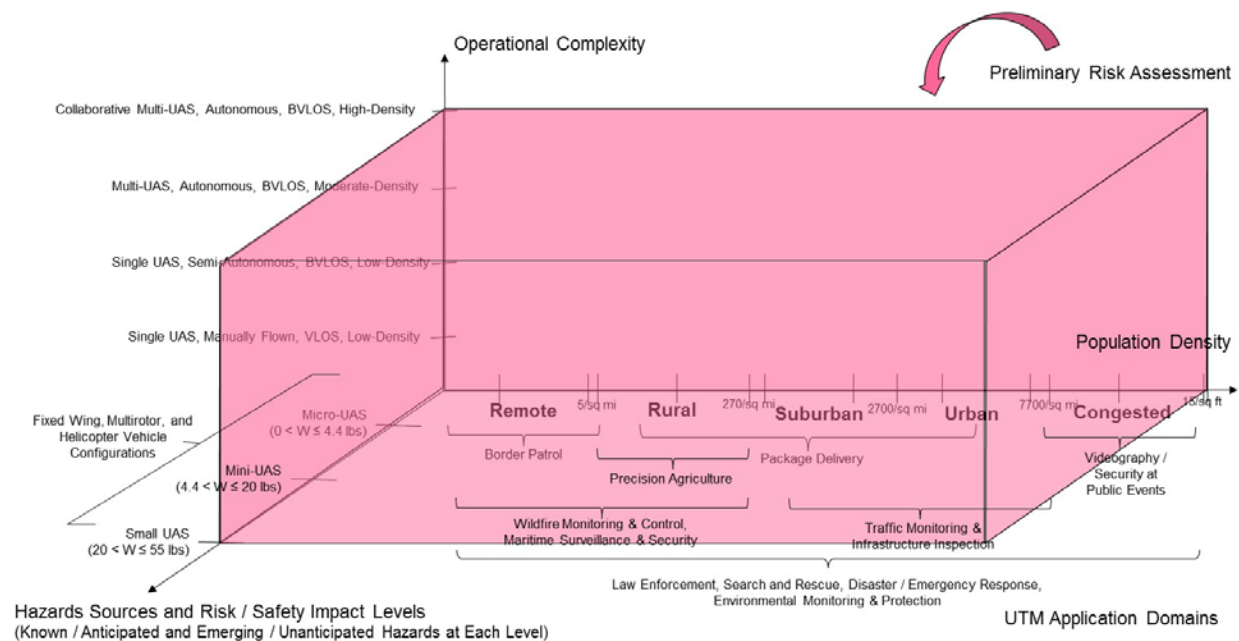 Operational Complexity
Preliminary Risk Assessment
Collaborative Multi-UAS, Autonomous, BVLOS, High-Density
Multi-UAS, Autonomous, BVLOS, Moderate-Density
Single UAS, Semi-Autonomous, BVLOS, Low-Density
Single UAS, Manually Flown, VLOS, Low-Density
Population Density
Remote
5/sq mi
Rural
270/sq mi
Suburban
2700/sq mi
Urban
7700/sq mi
Congested
15/sq ft
Micro-UAS
(0 < W ≤ 4.4 lbs)
Fixed Wing, Multirotor, and
Helicopter Vehicle
Configurations
Mini-UAS
(4.4 < W ≤ 20 lbs)
Small UAS
(20 < W ≤ 55 lbs)
Border Patrol
Precision Agriculture
Package Delivery
Videography /
Security at
Public Events
Wildfire Monitoring & Control,
Maritime Surveillance & Security
Traffic Monitoring &
Infrastructure Inspection
Law Enforcement, Search and Rescue, Disaster / Emergency Response,
Environmental Monitoring & Protection
Hazards Sources and Risk / Safety Impact Levels
(Known / Anticipated and Emerging / Unanticipated Hazards at Each Level)
UTM Application Domains